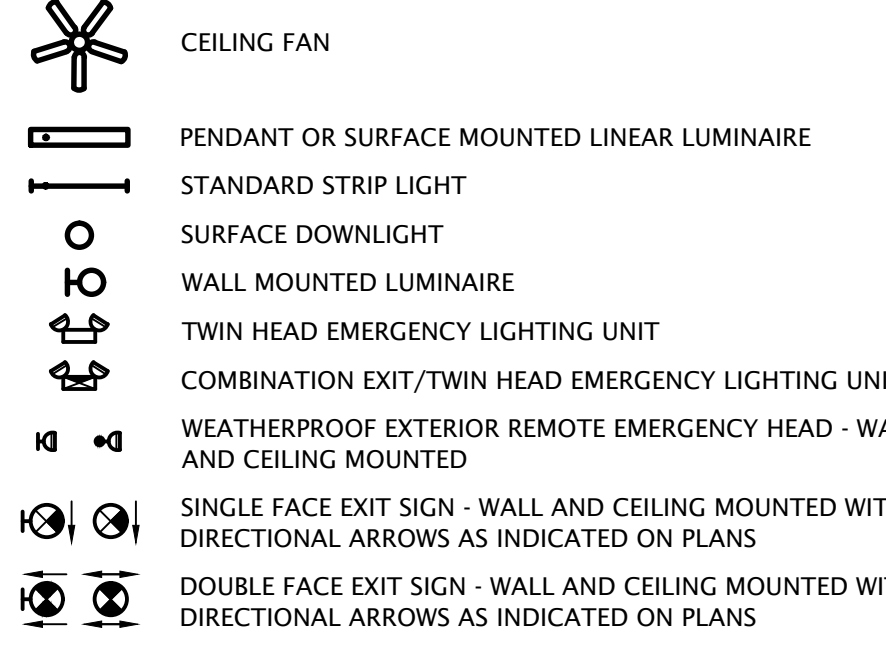 CEILING FAN
PENDANT OR SURFACE MOUNTED LINEAR LUMINAIRE
STANDARD STRIP LIGHT
SURFACE DOWNLIGHT
WALL MOUNTED LUMINAIRE
TWIN HEAD EMERGENCY LIGHTING UNIT
COMBINATION EXIT/TWIN HEAD EMERGENCY LIGHTING
WEATHERPROOF EXTERIOR REMOTE EMERGENCY HEAD -
AND CEILING MOUNTED
SINGLE FACE EXIT SIGN - WALL AND CEILING MOUNTED
DIRECTIONAL ARROWS AS INDICATED ON PLANS
DOUBLE FACE EXIT SIGN - WALL AND CEILING MOUNTED
DIRECTIONAL ARROWS AS INDICATED ON PLANS